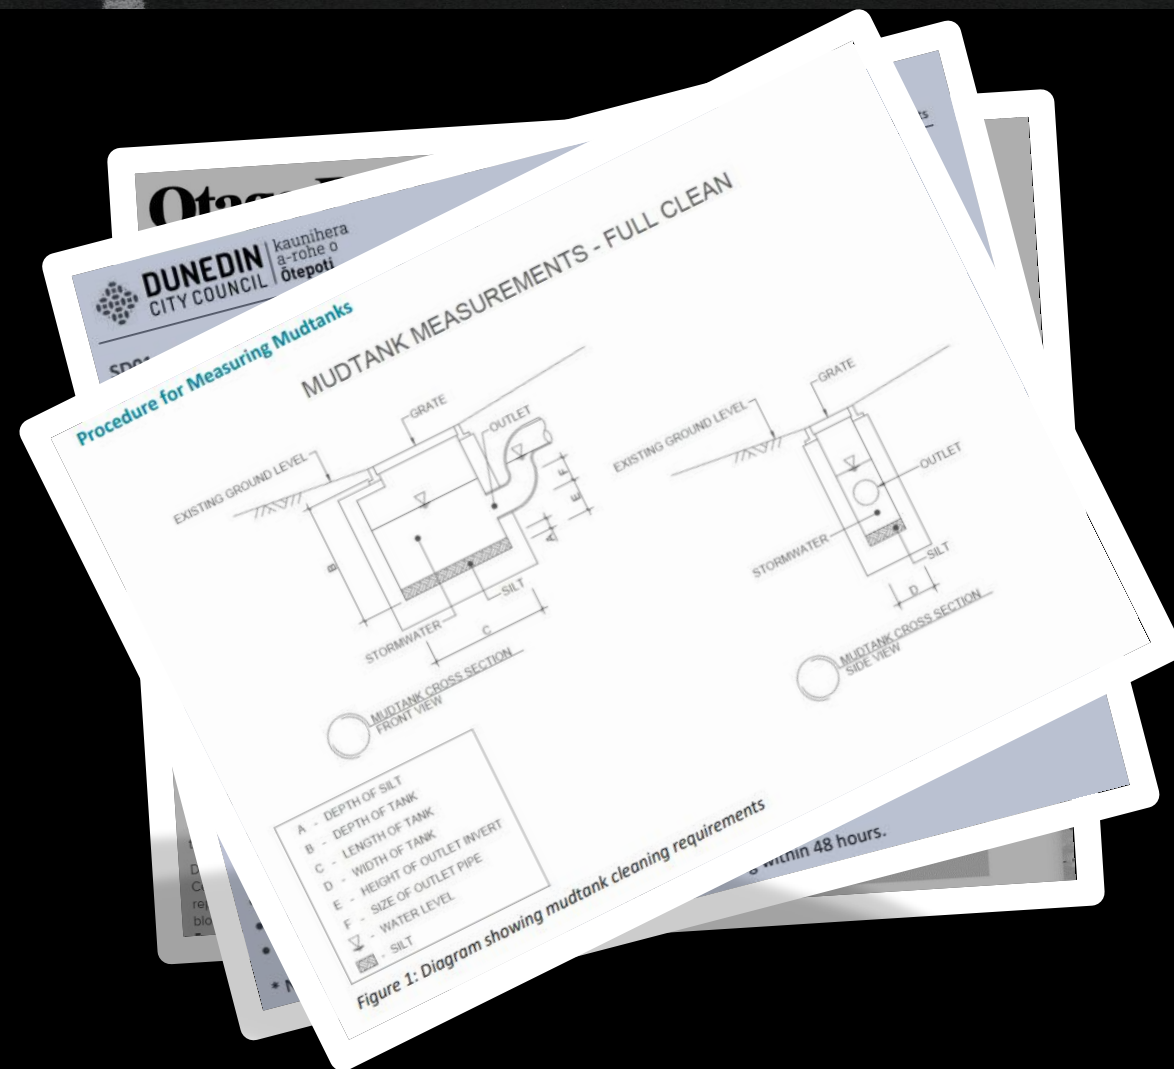 Otag
DUNEDIN
CITY COUNCIL
kaunihera
a-rohe o
Ōtepoti
Procedure for Measuring Mudtanks
MUDTANK MEASUREMENTS - FULL CLEAN
GRATE
OUTLET
EXISTING GROUND LEVEL
B
F
E
A
SILT
STORMWATER
C
MUDTANK CROSS SECTION
FRONT VIEW
GRATE
EXISTING GROUND LEVEL
OUTLET
STORMWATER
SILT
D
MUDTANK CROSS SECTION
SIDE VIEW
A - DEPTH OF SILT
B - DEPTH OF TANK
C - LENGTH OF TANK
D - WIDTH OF TANK
E - HEIGHT OF OUTLET INVERT
F - SIZE OF OUTLET PIPE
- WATER LEVEL
- SILT
Figure 1: Diagram showing mudtank cleaning requirements
within 48 hours.